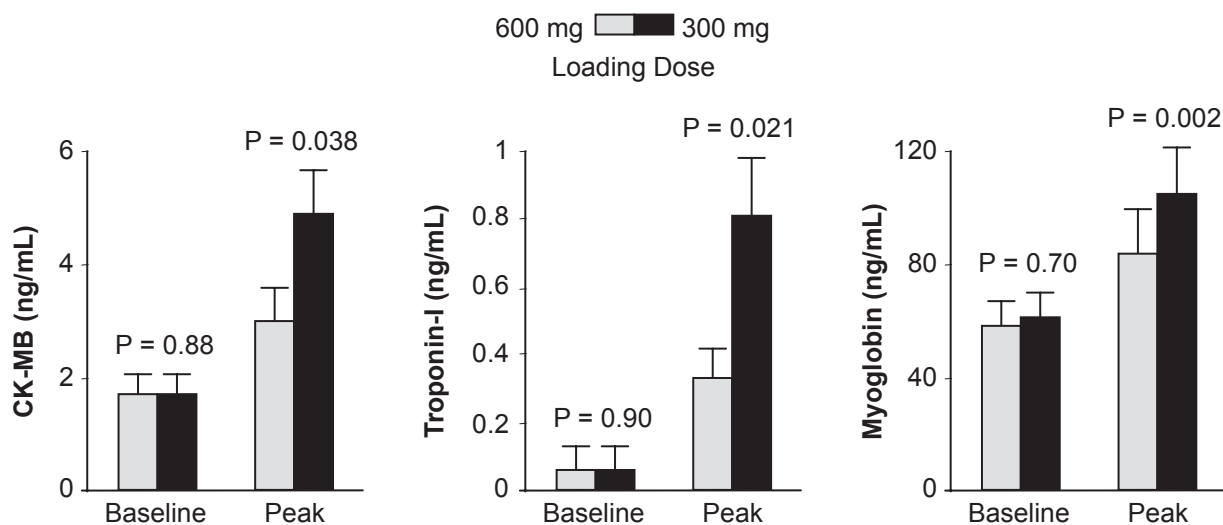 600 mg 300 mg
Loading Dose
CK-MB (ng/mL)
6
4
2
0
P = 0.88
P = 0.038
Baseline Peak
Troponin-I (ng/mL)
1
0.8
0.6
0.4
0.2
0
P = 0.90
P = 0.021
Baseline Peak
Myoglobin (ng/mL)
120
80
40
0
P = 0.70
P = 0.002
Baseline Peak